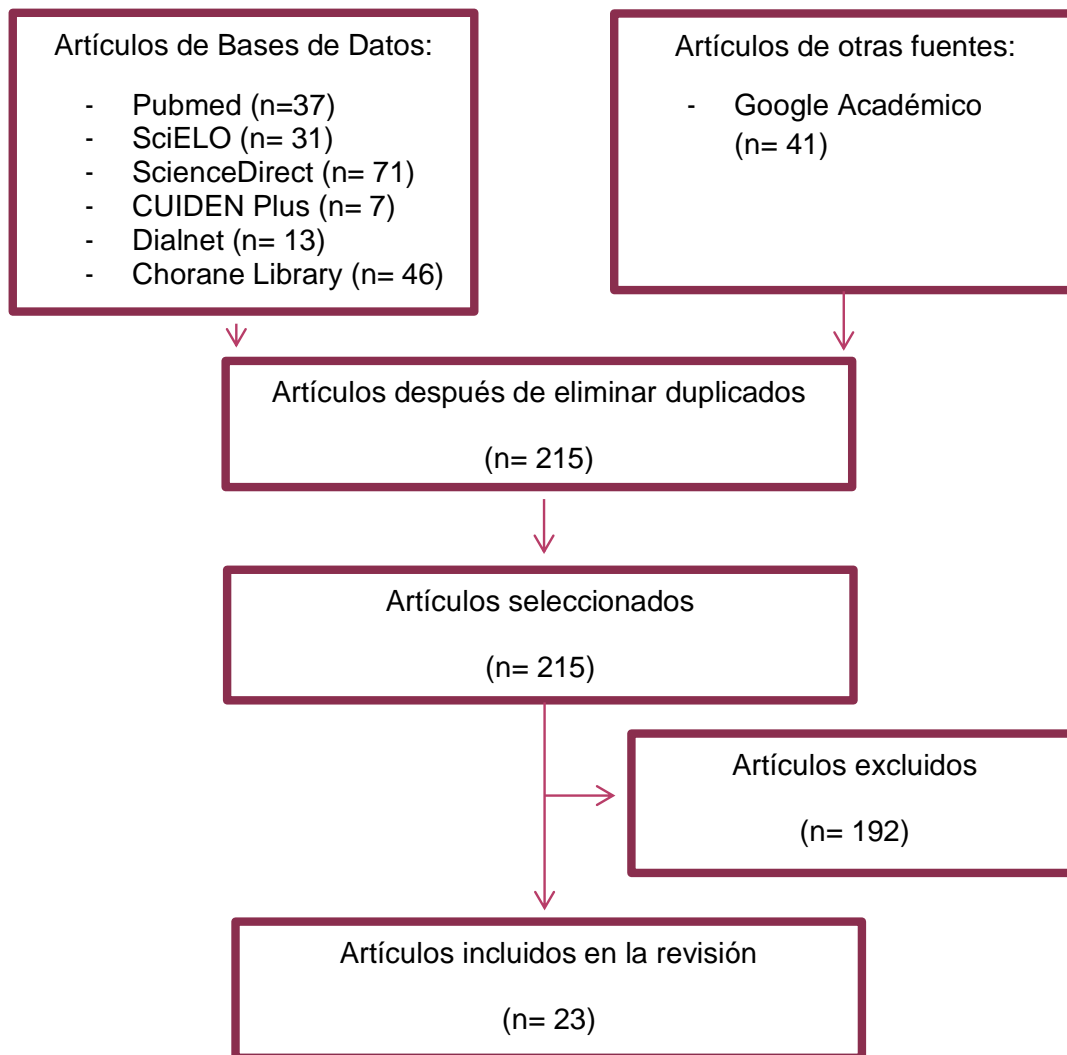 Artículos de Bases de Datos:
- Pubmed (n=37)
- SciELO (n= 31)
- ScienceDirect (n= 71)
- CUIDEN Plus (n= 7)
- Dialnet (n= 13)
- Chorane Library (n= 46)
Artículos de otras fuentes:
- Google Académico
(n= 41)
Artículos después de eliminar duplicados
(n= 215)
Artículos seleccionados
(n= 215)
Artículos excluidos
(n= 192)
Artículos incluidos en la revisión
(n= 23)